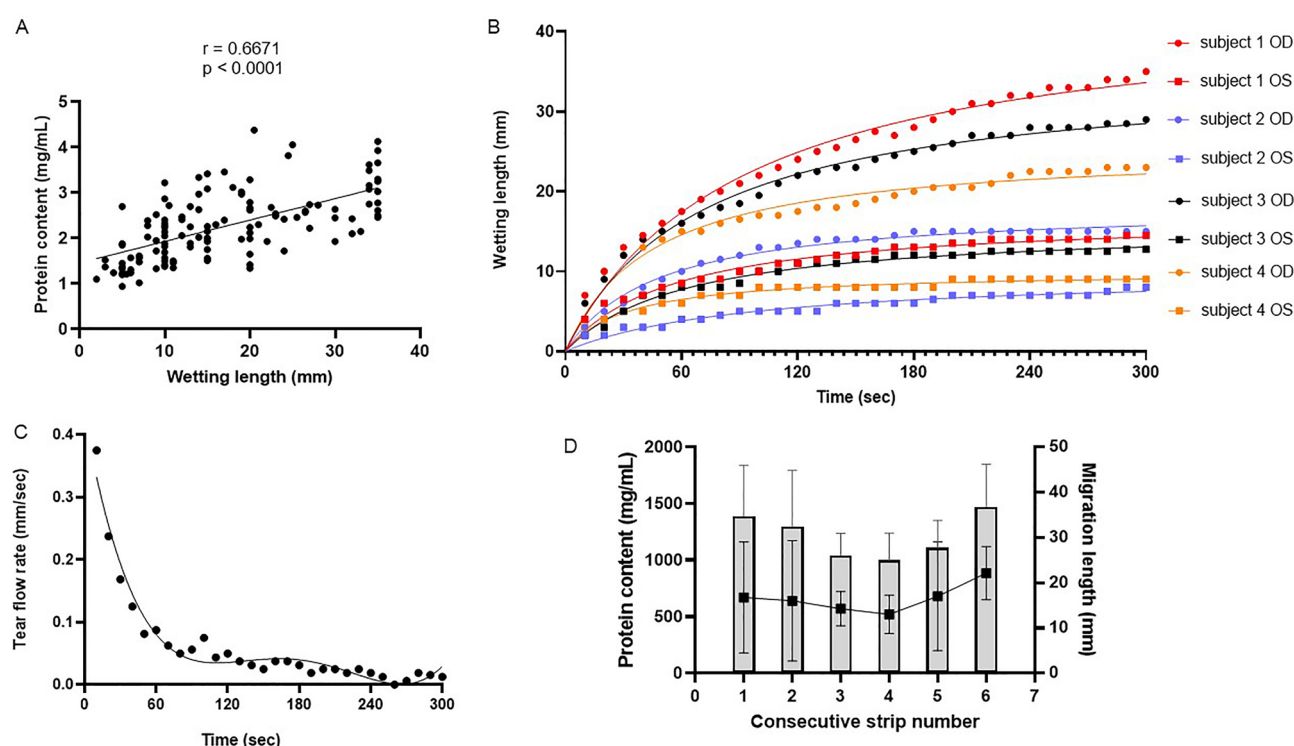 A
r = 0.6671
p < 0.0001
5
4
3
2
1
0
Protein content (mg/mL)
0 10 20 30 40
Wetting length (mm)
B
40
30
20
10
0
Wetting length (mm)
0 60 120 180 240 300
Time (sec)
subject 1 OD
subject 1 OS
subject 2 OD
subject 2 OS
subject 3 OD
subject 3 OS
subject 4 OD
subject 4 OS
C
0.4
0.3
0.2
0.1
0.0
Tear flow rate (mm/sec)
0 60 120 180 240 300
Time (sec)
D
2000
1500
1000
500
0
Protein content (mg/mL)
50
40
30
20
10
0
Migration length (mm)
0 1 2 3 4 5 6 7
Consecutive strip number